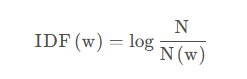 IDF (w) = log N / N (w)